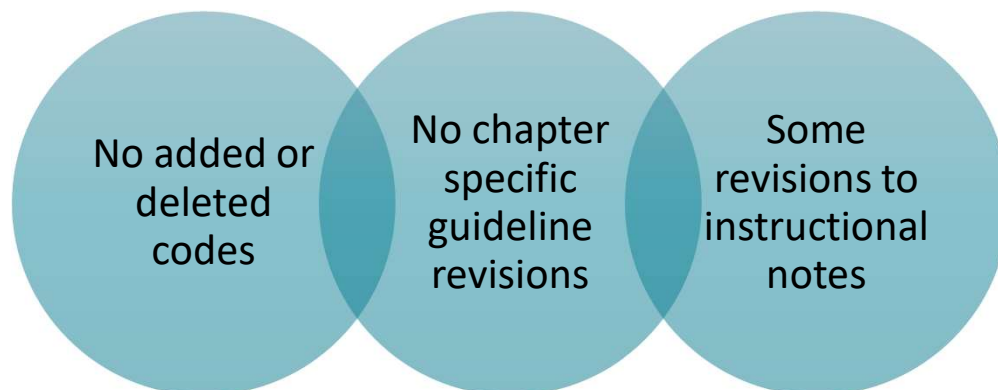 No added or
deleted
codes
No chapter
specific
guideline
revisions
Some
revisions to
instructional
notes